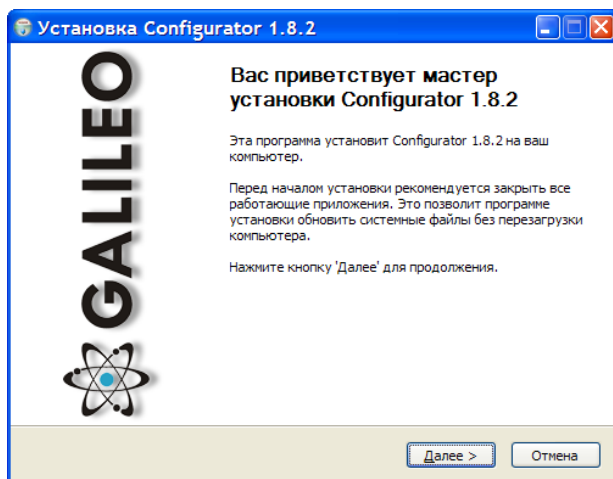 Установка Configurator 1.8.2
GALILEO
Вас приветствует мастер
установки Configurator 1.8.2
Эта программа установит Configurator 1.8.2 на ваш
компьютер.
Перед началом установки рекомендуется закрыть все
работающие приложения. Это позволит программе
установки обновить системные файлы без перезагрузки
компьютера.
Нажмите кнопку 'Далее' для продолжения.
Далее >
Отмена